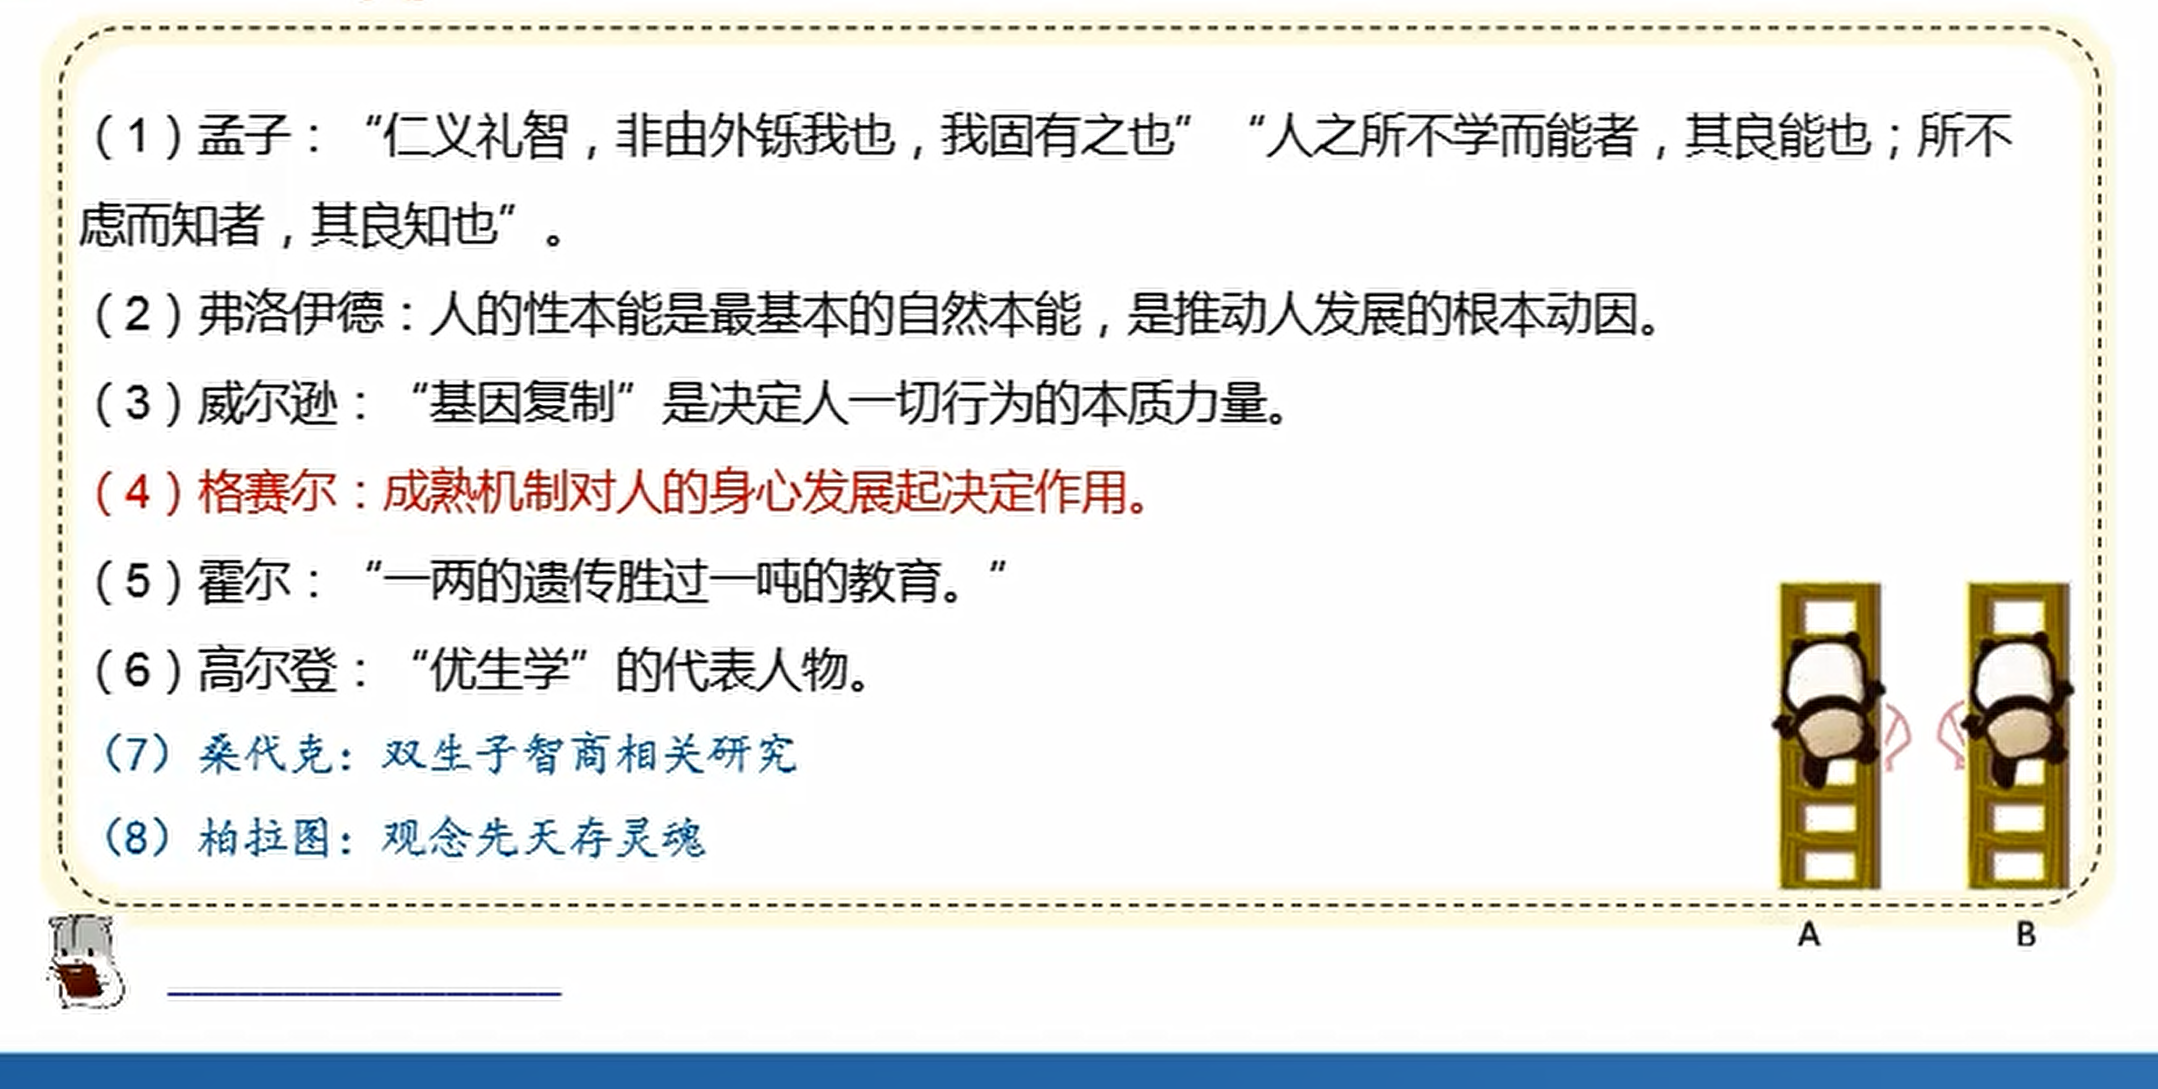 （1）孟子：“仁义礼智，非由外铄我也，我固有之也”“人之所不学而能者，其良能也；所不
虑而知者，其良知也”。
（2）弗洛伊德：人的性本能是最基本的自然本能，是推动人发展的根本动因。
（3）威尔逊：“基因复制”是决定人一切行为的本质力量。
（4）格赛尔：成熟机制对人的身心发展起决定作用。
（5）霍尔：“一两的遗传胜过一吨的教育。”
（6）高尔登：“优生学”的代表人物。
（7）桑代克：双生子智商相关研究
（8）柏拉图：观念先天存灵魂
A B